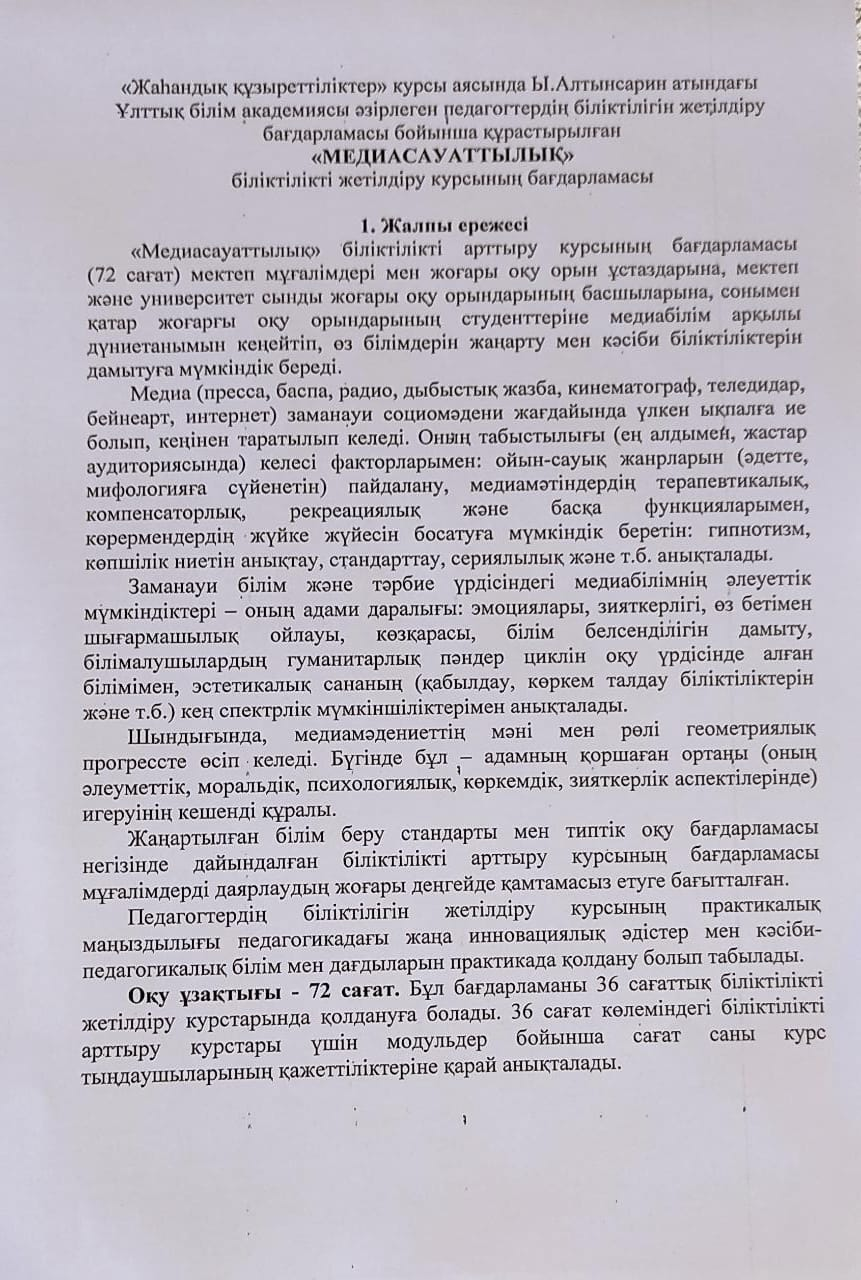 «Жаһандық құзыреттіліктер» курсы аясында Ы.Алтынсарин атындағы
Ұлттық білім академиясы әзірлеген педагогтердің біліктілігін жетілдіру
бағдарламасы бойынша құрастырылған
«МЕДИАСАУАТТЫЛЫҚ»
біліктілікті жетілдіру курсының бағдарламасы
1. Жалпы ережесі
«Медиасауаттылық» біліктілікті арттыру курсының бағдарламасы
(72 сағат) мектеп мұғалімдері мен жоғары оқу орын ұстаздарына, мектеп
және университет сынды жоғары оқу орындарының басшыларына, сонымен
қатар жоғарғы оқу орындарының студенттеріне медиабілім арқылы
дүниетанымын кеңейтіп, өз білімдерін жаңарту мен кәсіби біліктіліктерін
дамытуға мүмкіндік береді.
Медиа (пресса, баспа, радио, дыбыстық жазба, кинематограф, теледидар,
бейнеарт, интернет) заманауи социомәдени жағдайында үлкен ықпалға ие
болып, кеңінен таратылып келеді. Оның табыстылығы (ең алдымен, жастар
аудиториясында) келесі факторларымен: ойын-сауық жанрларын (әдетте,
мифологияға сүйенетін) пайдалану, медиамәтіндердің терапевтикалық,
компенсаторлық, рекреациялық және басқа функцияларымен,
көрермендердің жүйке жүйесін босатуға мүмкіндік беретін: гипнотизм,
көпшілік ниетін анықтау, стандарттау, сериялылық және т.б. анықталады.
Заманауи білім және тәрбие үрдісіндегі медиабілімнің әлеуеттік
мүмкіндіктері – оның адами даралығы: эмоциялары, зияткерлігі, өз бетімен
шығармашылық ойлауы, көзқарасы, білім белсенділігін дамыту,
білімалушылардың гуманитарлық пәндер циклін оқу үрдісінде алған
білімімен, эстетикалық сананың (қабылдау, көркем талдау біліктіліктерін
және т.б.) кең спектрлік мүмкіншіліктерімен анықталады.
Шындығында, медиамәдениеттің мәні мен рөлі геометриялық
прогрессте өсіп келеді. Бүгінде бұл – адамның қоршаған ортаңы (оның
әлеуметтік, моральдік, психологиялық, көркемдік, зияткерлік аспектілерінде)
игеруінің кешенді құралы.
Жаңартылған білім беру стандарты мен типтік оқу бағдарламасы
негізінде дайындалған біліктілікті арттыру курсының бағдарламасы
мұғалімдерді даярлаудың жоғары деңгейде қамтамасыз етуге бағытталған.
Педагогтердің біліктілігін жетілдіру курсының практикалық
маңыздылығы педагогикадағы жаңа инновациялық әдістер мен кәсіби-
педагогикалық білім мен дағдыларын практикада қолдану болып табылады.
Оқу ұзақтығы - 72 сағат. Бұл бағдарламаны 36 сағаттық біліктілікті
жетілдіру курстарында қолдануға болады. 36 сағат көлеміндегі біліктілікті
арттыру курстары үшін модульдер бойынша сағат саны курс
тыңдаушыларының қажеттіліктеріне қарай анықталады.